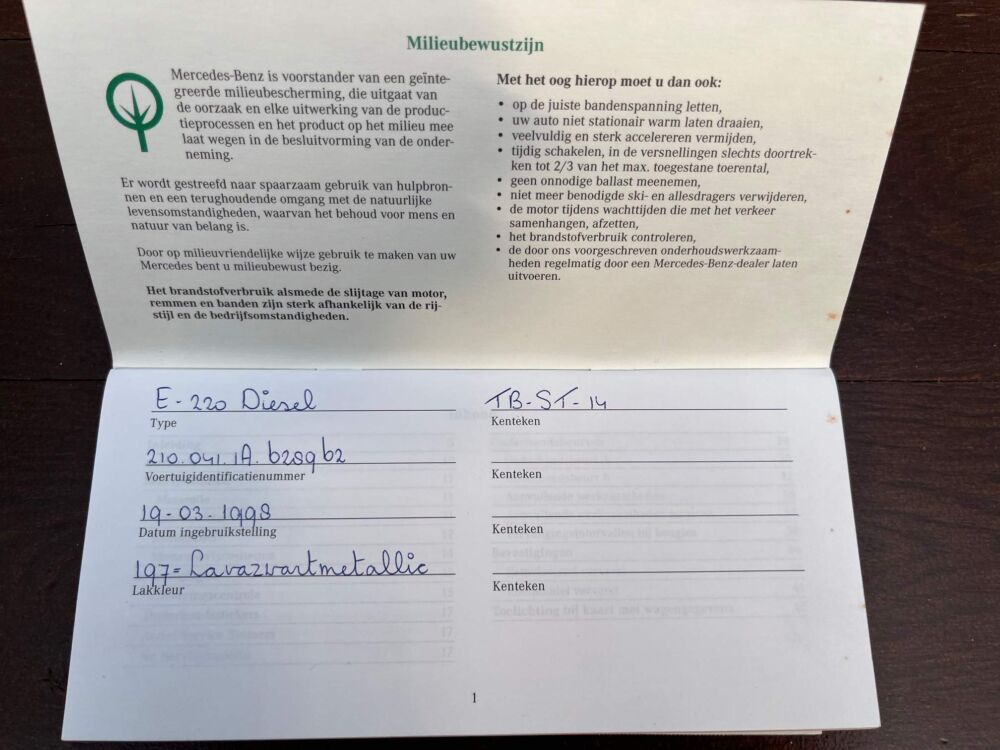 Milieubewustzijn
Mercedes-Benz is voorstander van een geïnte-
greerde milieubescherming, die uitgaat van
de oorzaak en elke uitwerking van de produc-
tieprocessen en het product op het milieu mee
laat wegen in de besluitvorming van de onder-
neming.
Er wordt gestreefd naar spaarzaam gebruik van hulpbron-
nen en een terughoudende omgang met de natuurlijke
levensomstandigheden, waarvan het behoud voor mens en
natuur van belang is.
Door op milieuvriendelijke wijze gebruik te maken van uw
Mercedes bent u milieubewust bezig.
Het brandstofverbruik alsmede de slijtage van motor,
remmen en banden zijn sterk afhankelijk van de rij-
stijl en de bedrijfsomstandigheden.
Met het oog hierop moet u dan ook:
• op de juiste bandenspanning letten,
• uw auto niet stationair warm laten draaien,
• veelvuldig en sterk accelereren vermijden,
• tijdig schakelen, in de versnellingen slechts doortrek-
ken tot 2/3 van het max. toegestane toerental,
• geen onnodige ballast meenemen,
• niet meer benodigde ski- en allesdragers verwijderen,
• de motor tijdens wachttijden die met het verkeer
samenhangen, afzetten,
• het brandstofverbruik controleren,
• de door ons voorgeschreven onderhoudswerkzaam-
heden regelmatig door een Mercedes-Benz-dealer laten
uitvoeren.
E-220 Diesel
Type
210.041.1A.b289b2
Voertuigidentificatienummer
19-03-1998
Datum ingebruikstelling
197= Lavazwartmetallic
Lakkleur
TB-ST-14
Kenteken
Kenteken
Kenteken
Kenteken
1